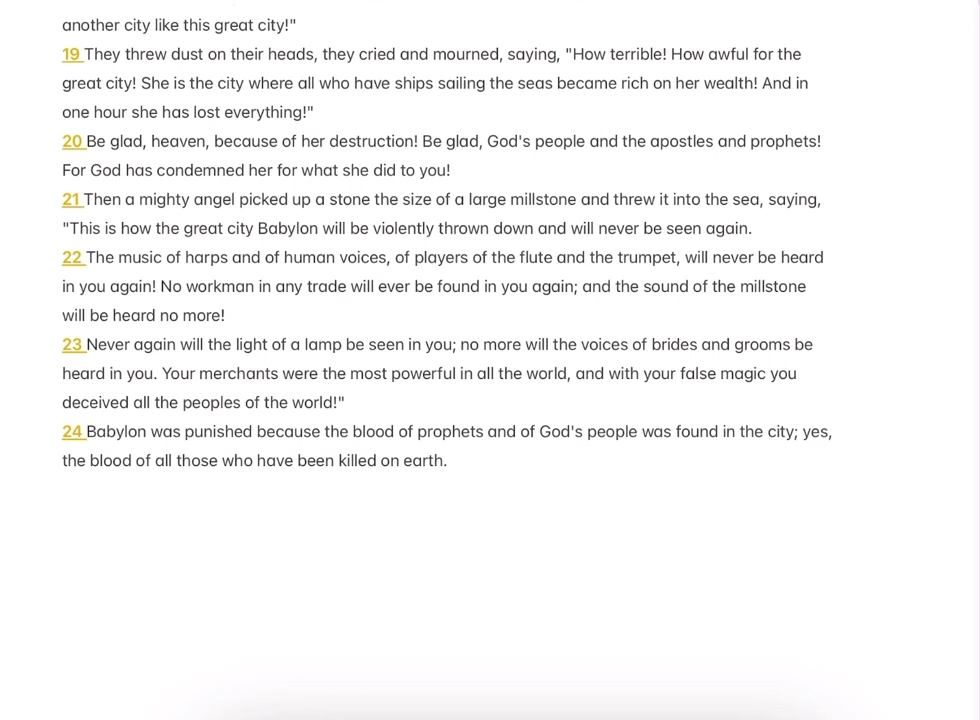 another city like this great city!"
19 They threw dust on their heads, they cried and mourned, saying, "How terrible! How awful for the
great city! She is the city where all who have ships sailing the seas became rich on her wealth! And in
one hour she has lost everything!"
20 Be glad, heaven, because of her destruction! Be glad, God's people and the apostles and prophets!
For God has condemned her for what she did to you!
21 Then a mighty angel picked up a stone the size of a large millstone and threw it into the sea, saying,
"This is how the great city Babylon will be violently thrown down and will never be seen again.
22 The music of harps and of human voices, of players of the flute and the trumpet, will never be heard
in you again! No workman in any trade will ever be found in you again; and the sound of the millstone
will be heard no more!
23 Never again will the light of a lamp be seen in you; no more will the voices of brides and grooms be
heard in you. Your merchants were the most powerful in all the world, and with your false magic you
deceived all the peoples of the world!"
24 Babylon was punished because the blood of prophets and of God's people was found in the city; yes,
the blood of all those who have been killed on earth.